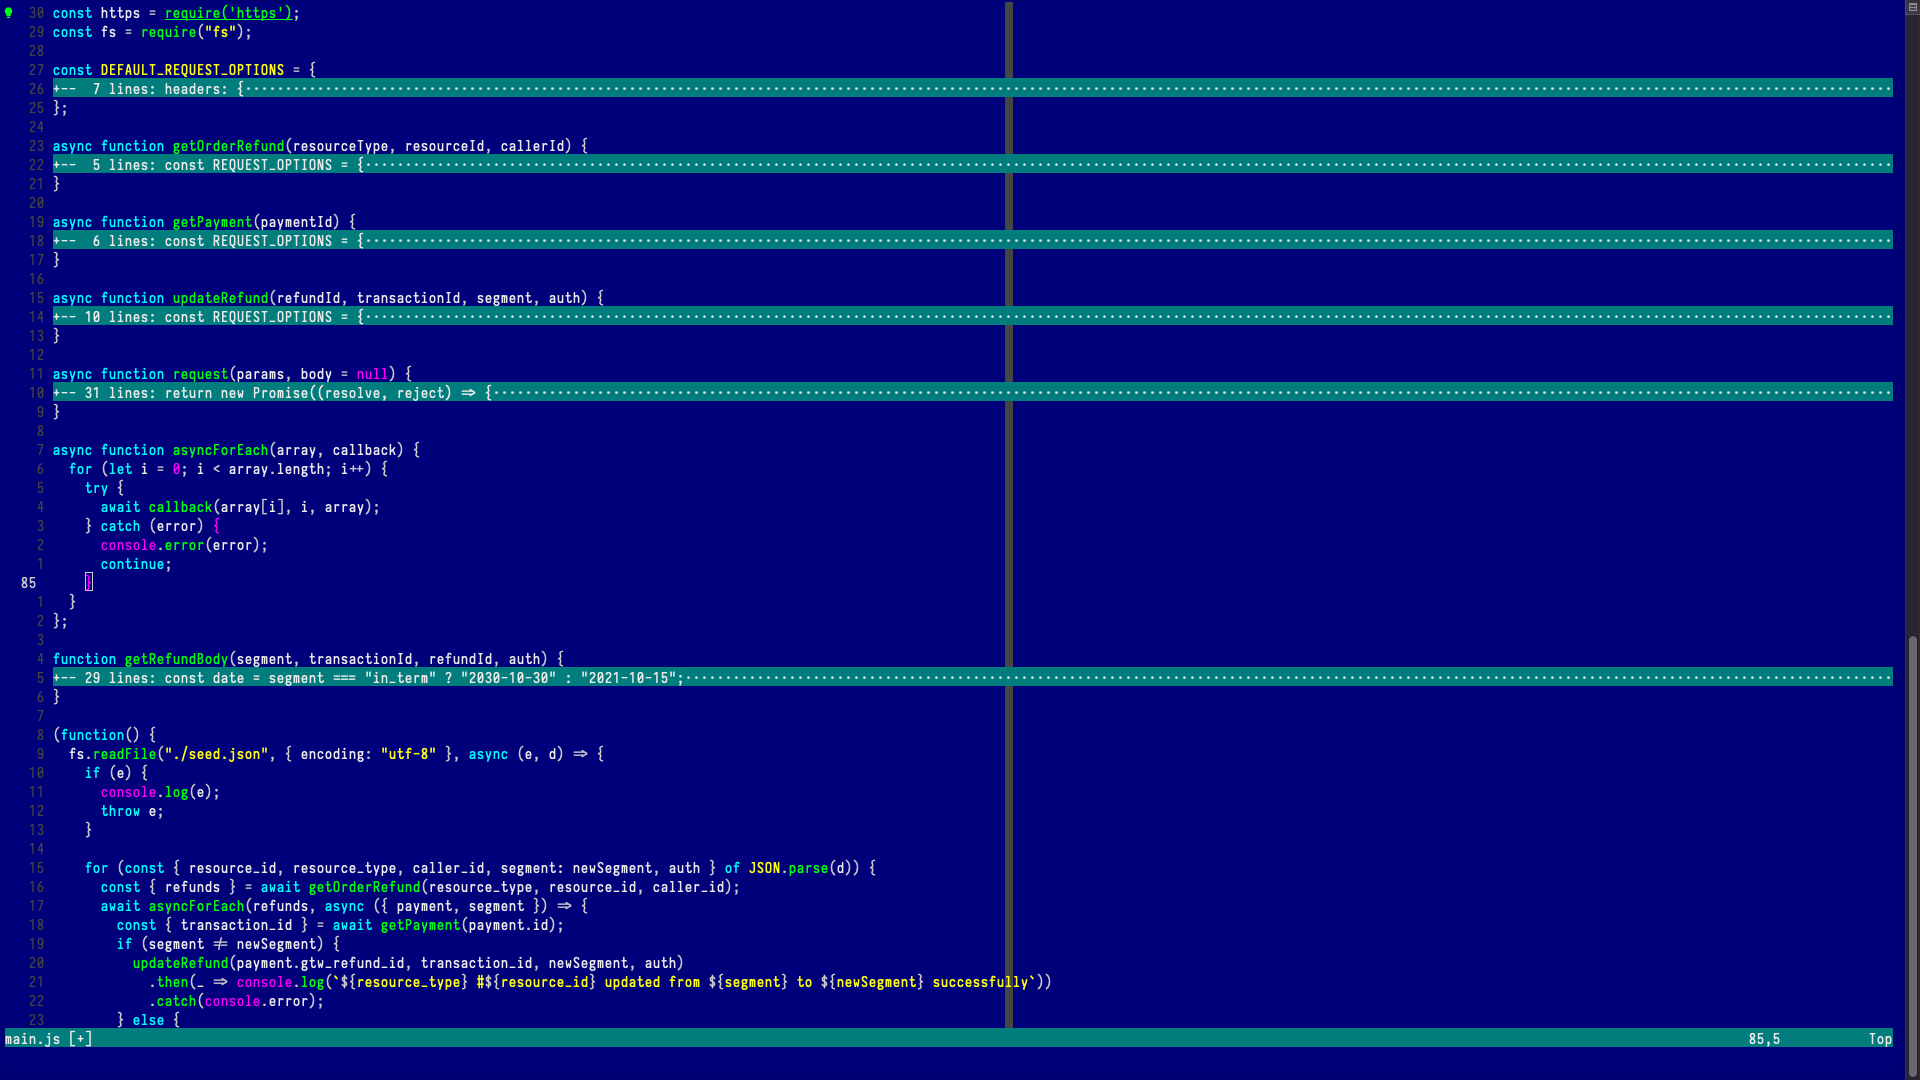 30 const https = require('https');
29 const fs = require("fs");
28
27 const DEFAULT_REQUEST_OPTIONS = {
26 +--  7 lines: headers: {
25 };
24
23 async function getOrderRefund(resourceType, resourceId, callerId) {
22 +--  5 lines: const REQUEST_OPTIONS = {
21 }
20
19 async function getPayment(paymentId) {
18 +--  6 lines: const REQUEST_OPTIONS = {
17 }
16
15 async function updateRefund(refundId, transactionId, segment, auth) {
14 +-- 10 lines: const REQUEST_OPTIONS = {
13 }
12
11 async function request(params, body = null) {
10 +-- 31 lines: return new Promise((resolve, reject) => {
9 }
8
7 async function asyncForEach(array, callback) {
6   for (let i = 0; i < array.length; i++) {
5     try {
4       await callback(array[i], i, array);
3     } catch (error) {
2       console.error(error);
1       continue;
85     }
1   }
2 };
3
4 function getRefundBody(segment, transactionId, refundId, auth) {
5 +-- 29 lines: const date = segment === "in_term" ? "2030-10-30" : "2021-10-15";
6 }
7
8 (function() {
9   fs.readFile("./seed.json", { encoding: "utf-8" }, async (e, d) => {
10     if (e) {
11       console.log(e);
12       throw e;
13     }
14
15     for (const { resource_id, resource_type, caller_id, segment: newSegment, auth } of JSON.parse(d)) {
16       const { refunds } = await getOrderRefund(resource_type, resource_id, caller_id);
17       await asyncForEach(refunds, async ({ payment, segment }) => {
18         const { transaction_id } = await getPayment(payment.id);
19         if (segment != newSegment) {
20           updateRefund(payment.gtw_refund_id, transaction_id, newSegment, auth)
21             .then(_ => console.log(`${resource_type} #${resource_id} updated from ${segment} to ${newSegment} successfully`))
22             .catch(console.error);
23         } else {
main.js [+] 85,5 Top